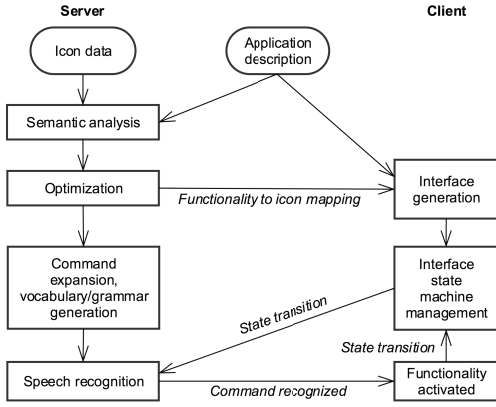 Server
Client
Icon data
Application
description
Semantic analysis
Optimization
Functionality to icon mapping
Interface
generation
Command
expansion,
vocabulary/grammar
generation
Interface
state
machine
management
State transition
State transition
Speech recognition
Command recognized
Functionality
activated